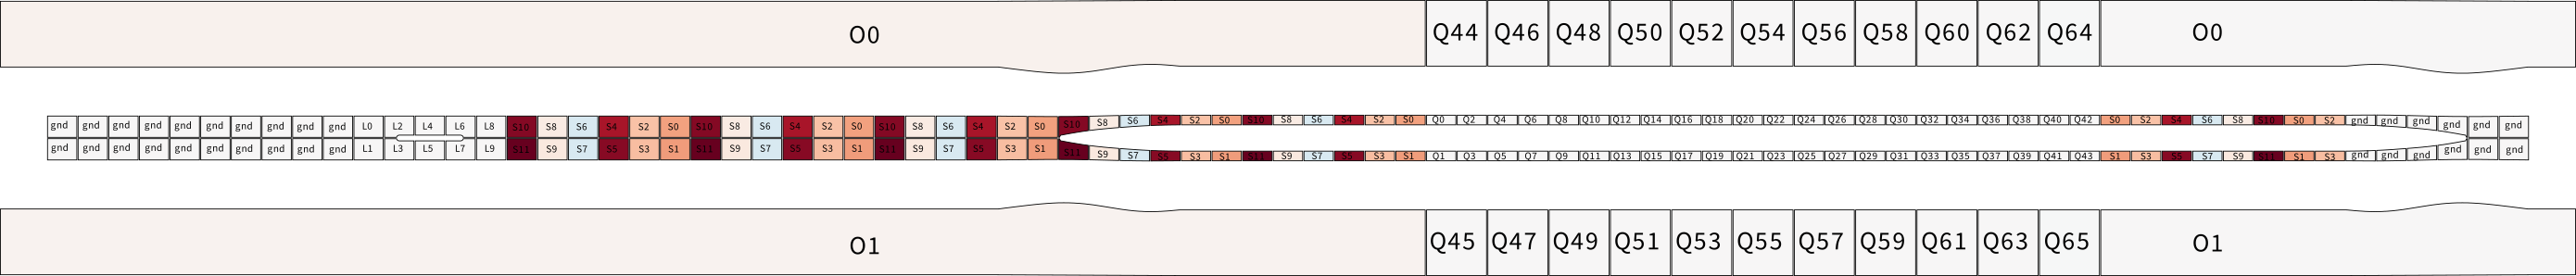 O0 Q44 Q46 Q48 Q50 Q52 Q54 Q56 Q58 Q60 Q62 Q64 O0
gnd gnd gnd gnd gnd gnd gnd gnd gnd gnd L0 L2 L4 L6 L8 S10 S8 S6 S4 S2 S0 S10 S8 S6 S4 S2 S0 S10 S8 S6 S4 S2 S0 S10 S8 S6 S4 S2 S0 S10 S8 S6 S4 S2 S0 Q0 Q2 Q4 Q6 Q8 Q10 Q12 Q14 Q16 Q18 Q20 Q22 Q24 Q26 Q28 Q30 Q32 Q34 Q36 Q38 Q40 Q42 S0 S2 S4 S6 S8 S10 S0 S2 gnd gnd gnd gnd gnd gnd
gnd gnd gnd gnd gnd gnd gnd gnd gnd gnd L1 L3 L5 L7 L9 S11 S9 S7 S5 S3 S1 S11 S9 S7 S5 S3 S1 S11 S9 S7 S5 S3 S1 S11 S9 S7 S5 S3 S1 S11 S9 S7 S5 S3 S1 Q1 Q3 Q5 Q7 Q9 Q11 Q13 Q15 Q17 Q19 Q21 Q23 Q25 Q27 Q29 Q31 Q33 Q35 Q37 Q39 Q41 Q43 S1 S3 S5 S7 S9 S11 S1 S3 gnd gnd gnd gnd gnd gnd
O1 Q45 Q47 Q49 Q51 Q53 Q55 Q57 Q59 Q61 Q63 Q65 O1